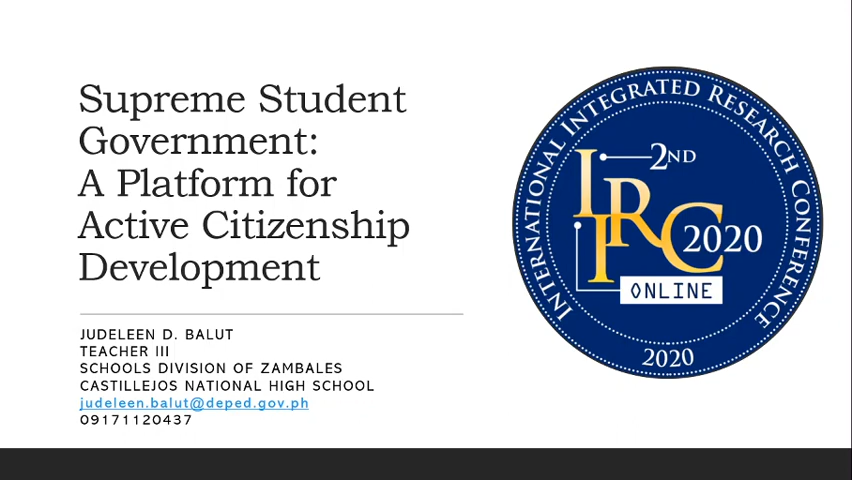 Supreme Student
Government:
A Platform for
Active Citizenship
Development
JUDELEEN D. BALUT
TEACHER III
SCHOOLS DIVISION OF ZAMBALES
CASTILLEJOS NATIONAL HIGH SCHOOL
judeleen.balut@deped.gov.ph
09171120437
INTERNATIONAL INTEGRATED RESEARCH CONFERENCE
2ND
IIRC 2020
ONLINE
2020